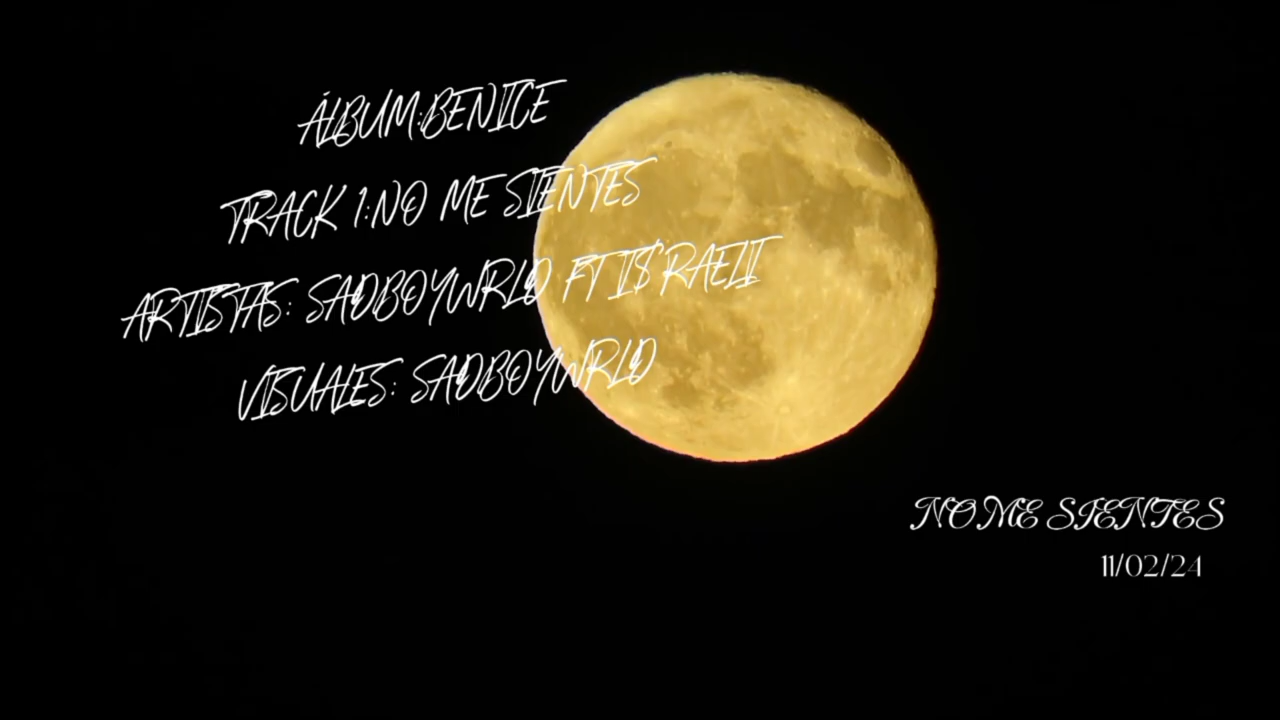 ÁLBUM:BENICE
TRACK 1:NO ME SIENTES
ARTISTAS: SADBOYWRLD FT I$'RAELI
VISUALES: SADBOYWRLD
NO ME SIENTES
11/02/24